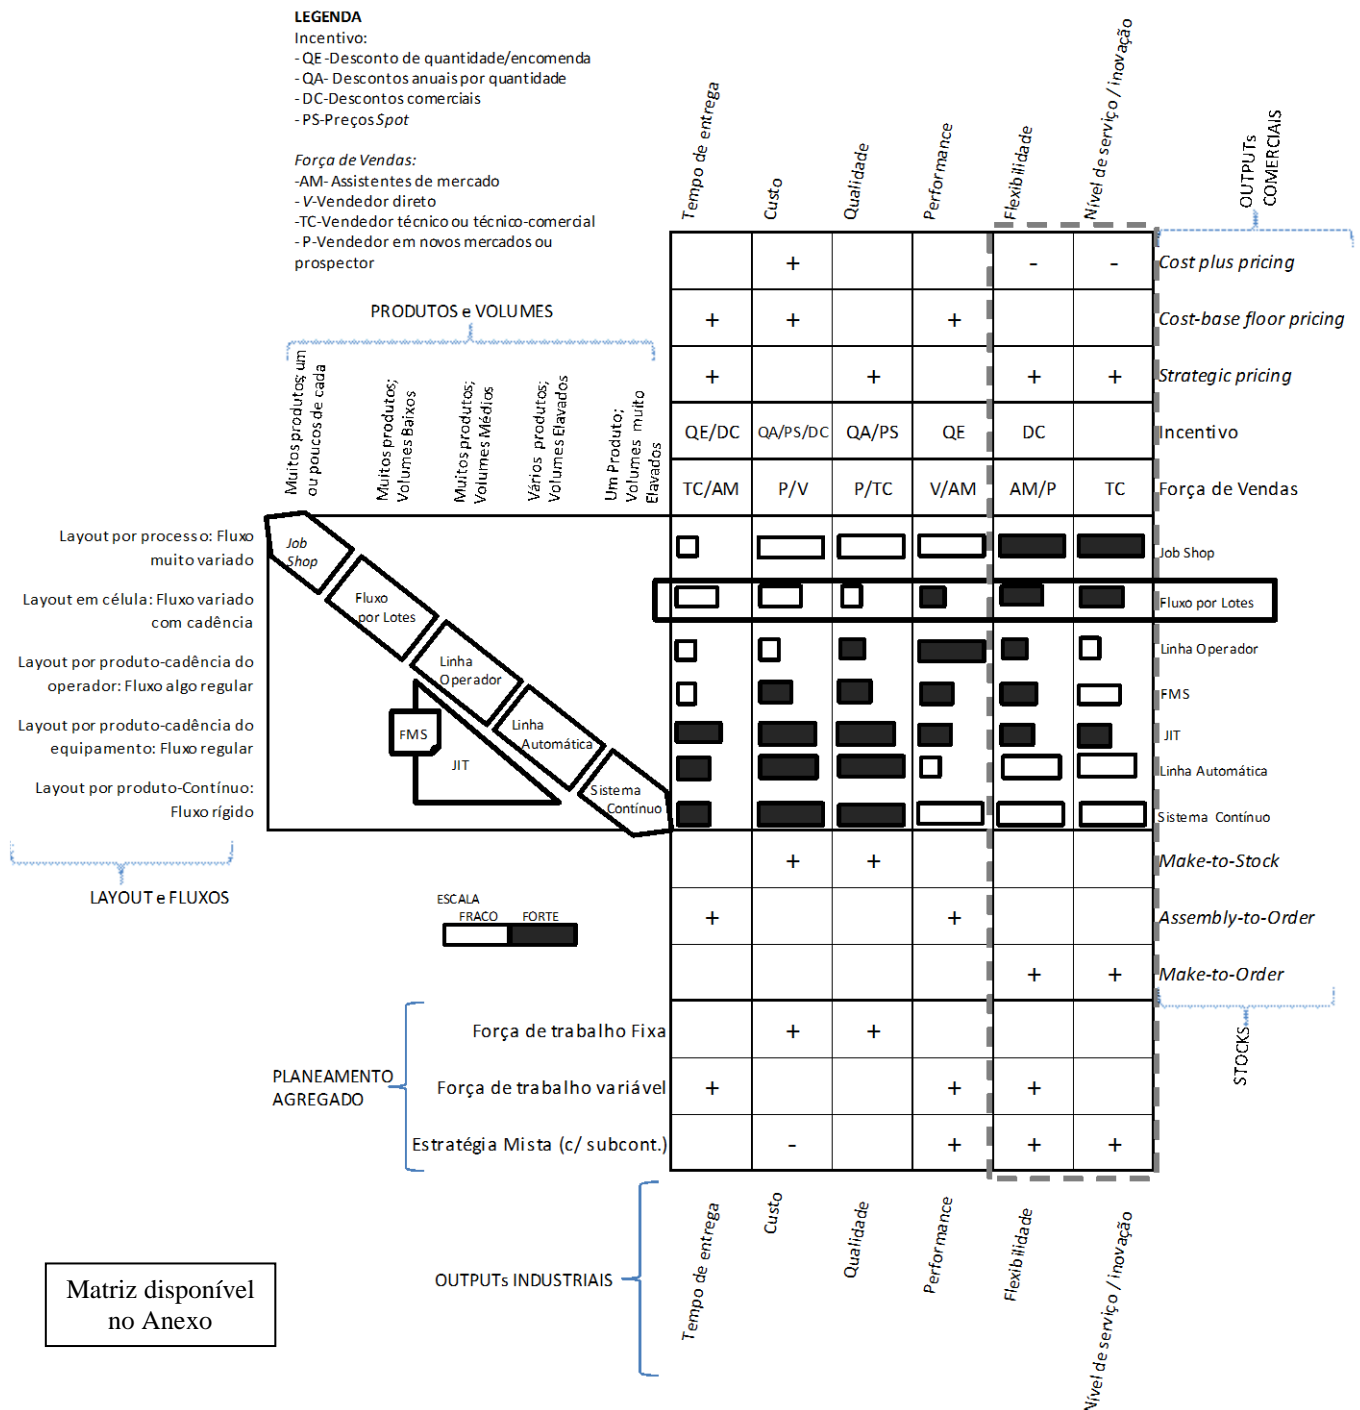 LEGENDA
Incentivo:
- QE -Desconto de quantidade/encomenda
- QA- Descontos anuais por quantidade
- DC-Descontos comerciais
- PS-Preços Spot
Força de Vendas:
-AM- Assistentes de mercado
- V-Vendedor direto
-TC-Vendedor técnico ou técnico-comercial
- P-Vendedor em novos mercados ou
prospector
Tempo de entrega
Custo
Qualidade
Performance
Flexibilidade
Nível de serviço / inovação
OUTPUTs
COMERCIAIS
PRODUTOS e VOLUMES
Muitos produtos; um
ou poucos de cada
Muitos produtos;
Volumes Baixos
Muitos produtos;
Volumes Médios
Vários produtos;
Volumes Elavados
Um Produto;
Volumes muito
Elavados
+ - - Cost plus pricing
+ + + Cost-base floor pricing
+ + + + Strategic pricing
QE/DC QA/PS/DC QA/PS QE DC Incentivo
TC/AM P/V P/TC V/AM AM/P TC Força de Vendas
Layout por processo: Fluxo
muito variado
Layout em célula: Fluxo variado
com cadência
Layout por produto-cadência do
operador: Fluxo algo regular
Layout por produto-cadência do
equipamento: Fluxo regular
Layout por produto-Contínuo:
Fluxo rígido
LAYOUT e FLUXOS
Job
Shop
Fluxo
por Lotes
Linha
Operador
Linha
Automática
Sistema
Contínuo
FMS
JIT
Job Shop
Fluxo por Lotes
Linha Operador
FMS
JIT
Linha Automática
Sistema Contínuo
ESCALA
FRACO FORTE
+ + Make-to-Stock
+ + Assembly-to-Order
+ + Make-to-Order
STOCKS
PLANEAMENTO
AGREGADO
Força de trabalho Fixa + +
Força de trabalho variável + + +
Estratégia Mista (c/ subcont.) - + + +
OUTPUTs INDUSTRIAIS
Tempo de entrega
Custo
Qualidade
Performance
Flexibilidade
Nível de serviço / inovação
Matriz disponível
no Anexo